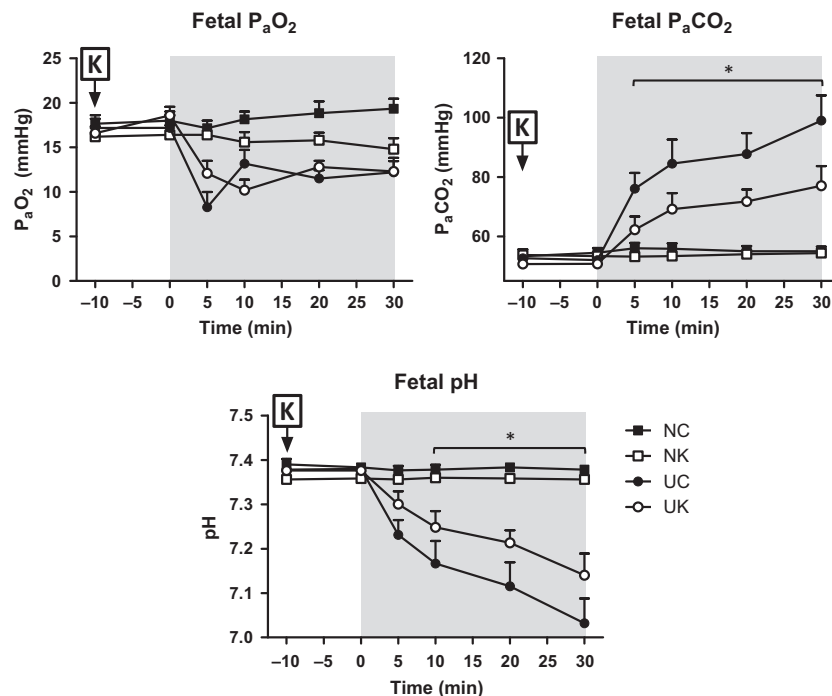 Fetal PaO2
K
25
20
15
10
5
0
PaO2 (mmHg)
–10 –5 0 5 10 15 20 25 30
Time (min)
Fetal PaCO2
*
K
120
100
80
60
PaCO2 (mmHg)
–10 –5 0 5 10 15 20 25 30
Time (min)
Fetal pH
K
*
7.5
7.4
7.3
7.2
7.1
7.0
pH
–10 –5 0 5 10 15 20 25 30
Time (min)
NC
NK
UC
UK